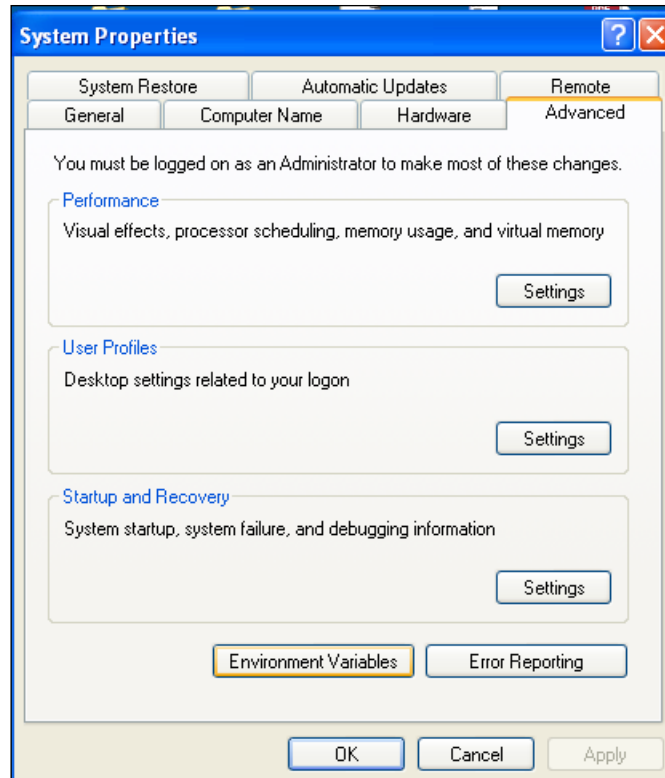 System Properties
System Restore Automatic Updates Remote
General Computer Name Hardware Advanced
You must be logged on as an Administrator to make most of these changes.
Performance
Visual effects, processor scheduling, memory usage, and virtual memory
Settings
User Profiles
Desktop settings related to your logon
Settings
Startup and Recovery
System startup, system failure, and debugging information
Settings
Environment Variables Error Reporting
OK Cancel Apply